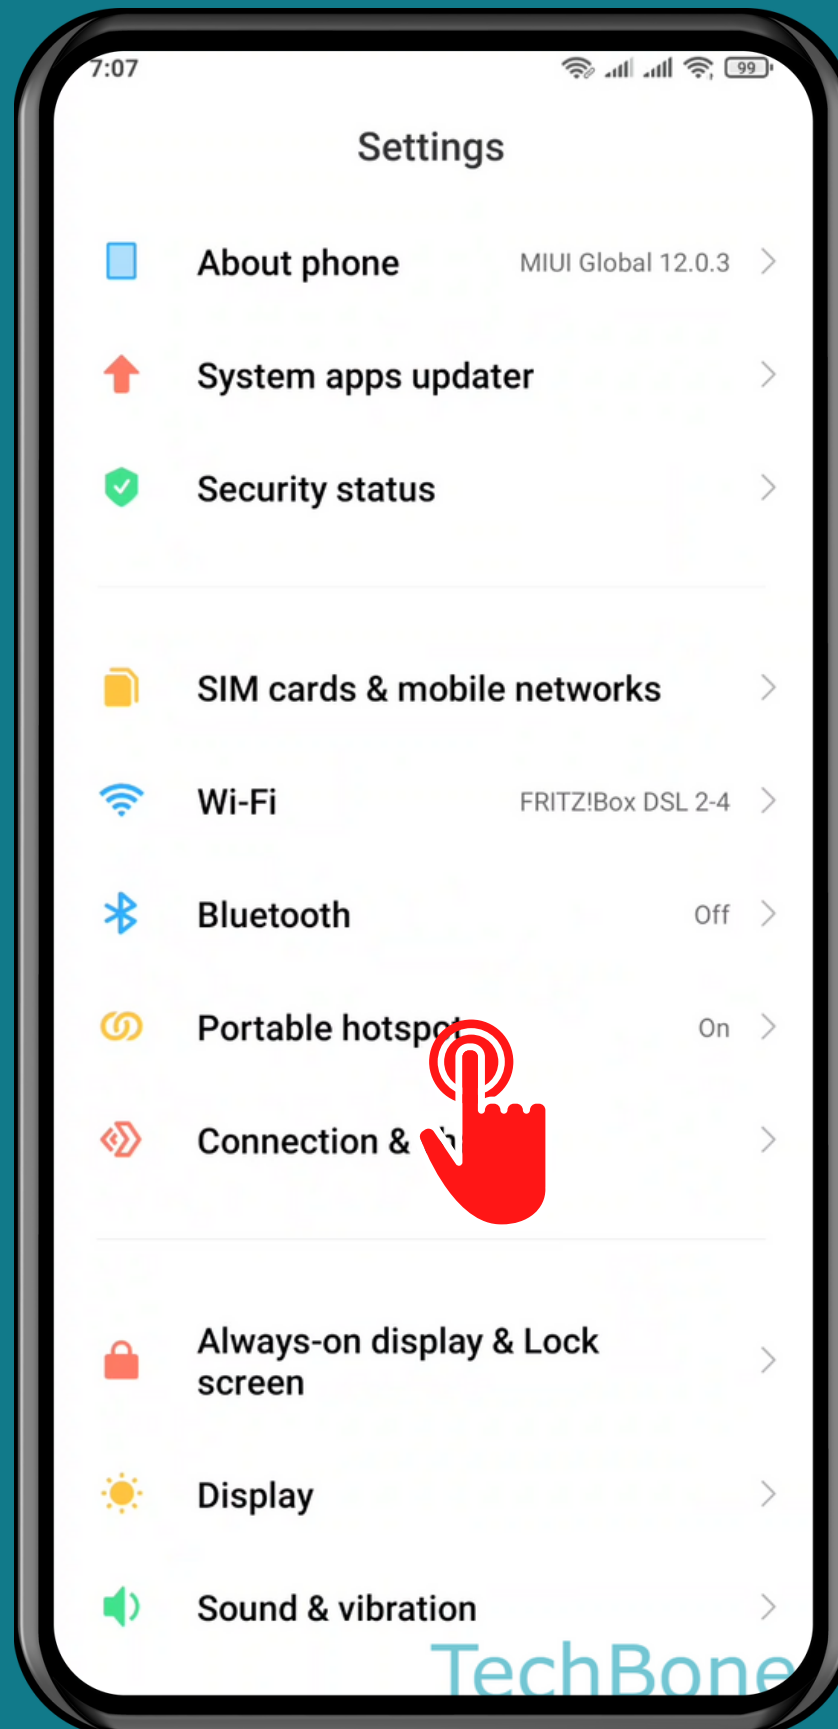 7:07
99
Settings
About phone
MIUI Global 12.0.3
System apps updater
Security status
SIM cards & mobile networks
Wi-Fi
FRITZ!Box DSL 2-4
Bluetooth
Off
Portable hotspot
On
Connection &
Always-on display & Lock
screen
Display
Sound & vibration
TechBone